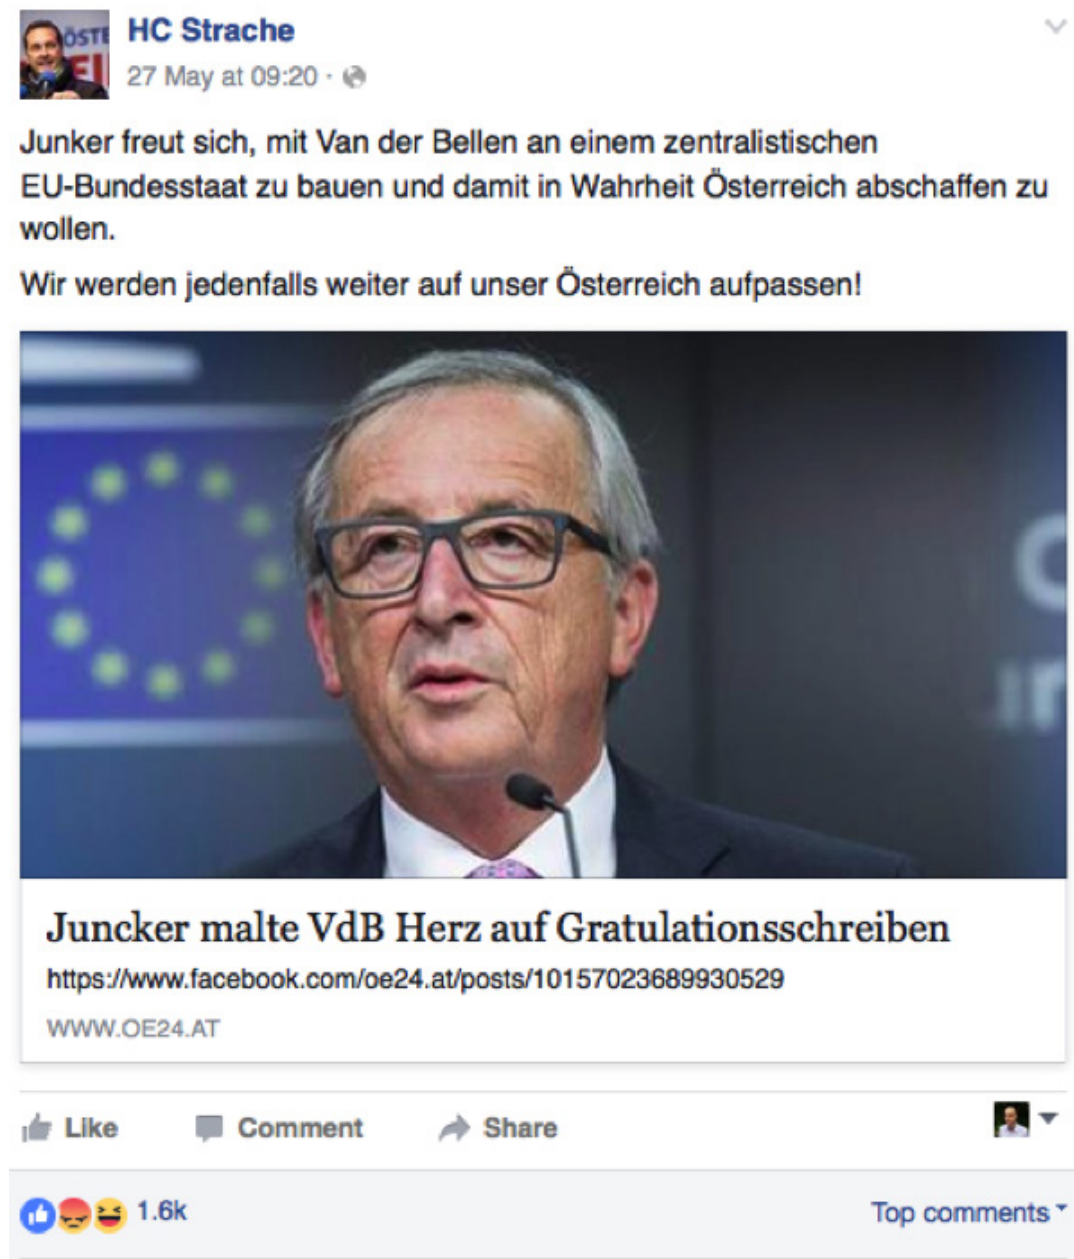 HC Strache
27 May at 09:20 ·
Junker freut sich, mit Van der Bellen an einem zentralistischen
EU-Bundesstaat zu bauen und damit in Wahrheit Österreich abschaffen zu
wollen.
Wir werden jedenfalls weiter auf unser Österreich aufpassen!
Juncker malte VdB Herz auf Gratulationsschreiben
https://www.facebook.com/oe24.at/posts/10157023689930529
WWW.OE24.AT
Like Comment Share
1.6k Top comments